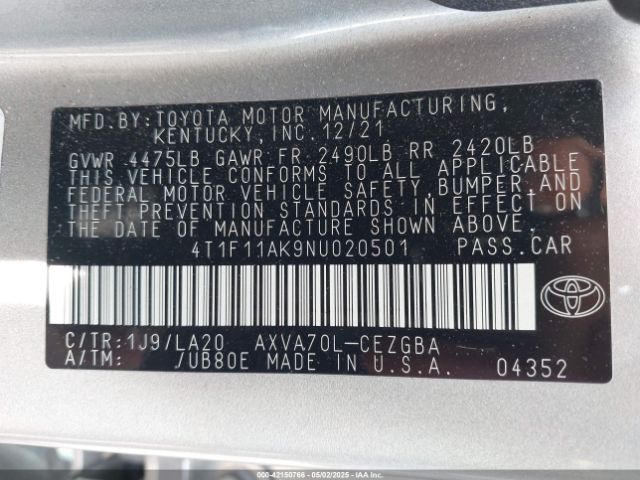 MFD.BY:TOYOTA MOTOR MANUFACTURING,
KENTUCKY,INC.12/21
GVWR 4475LB GAWR FR 2490LB RR 2420LB
THIS VEHICLE CONFORMS TO ALL APPLICABLE
FEDERAL MOTOR VEHICLE SAFETY,BUMPER,AND
THEFT PREVENTION STANDARDS IN EFFECT ON
THE DATE OF MANUFACTURE SHOWN ABOVE.
4T1F11AK9NU020501 PASS.CAR
C/TR:1J9/LA20 AXVA70L-CEZGBA
A/TM: /UB80E MADE IN U.S.A. 04352
000-42150766 - 05/02/2025 - IAAI.COM